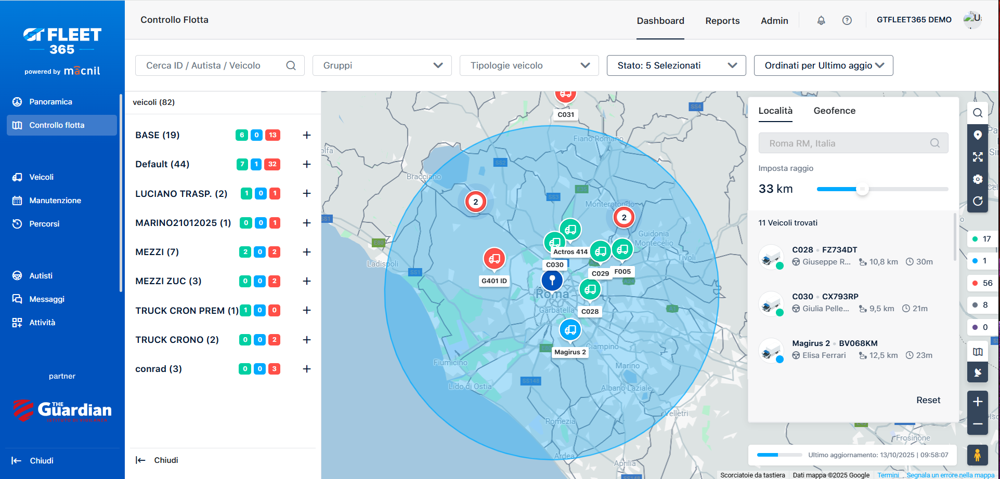 GT FLEET
365
powered by macnil
Panoramica
Controllo flotta
Veicoli
Manutenzione
Percorsi
Autisti
Messaggi
Attività
partner
THE
Guardian
Chiudi
Controllo Flotta
Dashboard
Reports
Admin
GTFLEET365 DEMO
Cerca ID / Autista / Veicolo
Gruppi
Tipologie veicolo
Stato: 5 Selezionati
Ordinati per Ultimo aggio
veicoli (82)
BASE (19) 6 0 13 +
Default (44) 7 1 32 +
LUCIANO TRASP. (2) 1 0 1 +
MARINO21012025 (1) 0 0 1 +
MEZZI (7) 2 0 2 +
MEZZI ZUC (3) 0 0 2 +
TRUCK CRON PREM (1) 1 0 0 +
TRUCK CRONO (2) 0 0 2 +
conrad (3) 0 0 3 +
Chiudi
C031
SS4
Fiano Romano
olfa
SS2
Bracciano
SS3
2
Monterotondo
2
SS1
Guidonia
Montecelio
Actros 414
Tivoli
Ladispoli
C030
C029
F005
SS1
G401 ID
Roma
Garbatella
C028
Magirus 2
Ciampino
Fiumicino
Marino
SS148
Lido di Ostia
Albano Laziale
Velletri
Pomezia
Frosinone
Ardea
Aprilia
SS148
Località
Geofence
Roma RM, Italia
Imposta raggio
33 km
11 Veicoli trovati
C028 • FZ734DT
Giuseppe R... 10,8 km 30m
C030 • CX793RP
Giulia Pelle... 9,5 km 21m
Magirus 2 • BV068KM
Elisa Ferrari 12,5 km 23m
Reset
17
1
56
8
0
Ultimo aggiornamento: 13/10/2025 | 09:58:07
Scorciatoie da tastiera
Dati mappa ©2025 Google
Termini
Segnala un errore nella mappa